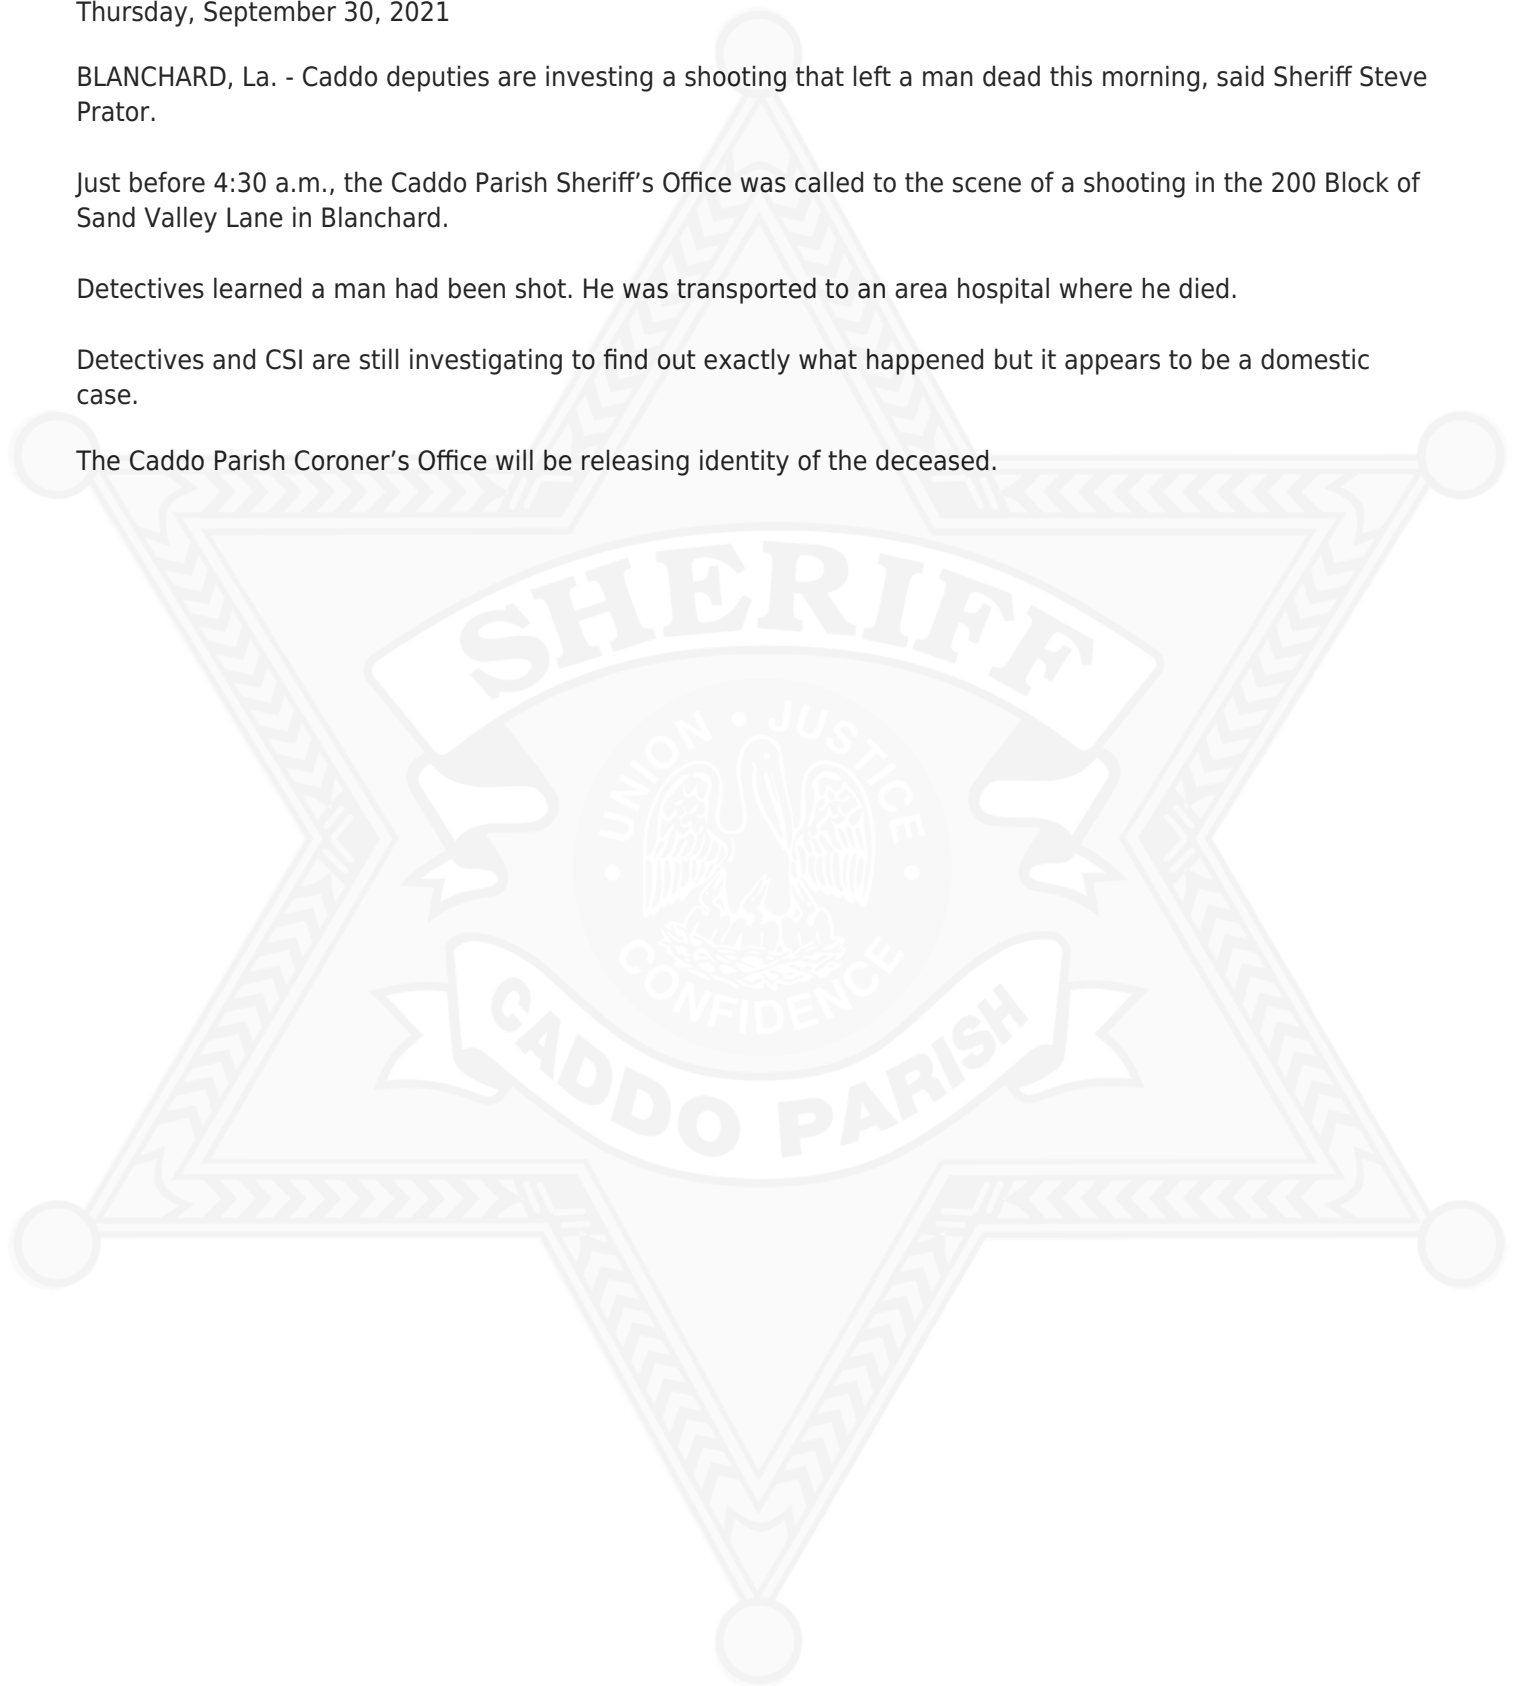 Thursday, September 30, 2021
BLANCHARD, La. - Caddo deputies are investing a shooting that left a man dead this morning, said Sheriff Steve
Prator.
Just before 4:30 a.m., the Caddo Parish Sheriff’s Office was called to the scene of a shooting in the 200 Block of
Sand Valley Lane in Blanchard.
Detectives learned a man had been shot. He was transported to an area hospital where he died.
Detectives and CSI are still investigating to find out exactly what happened but it appears to be a domestic
case.
The Caddo Parish Coroner’s Office will be releasing identity of the deceased.
SHERIFF
UNION • JUSTICE
• CONFIDENCE •
CADDO PARISH